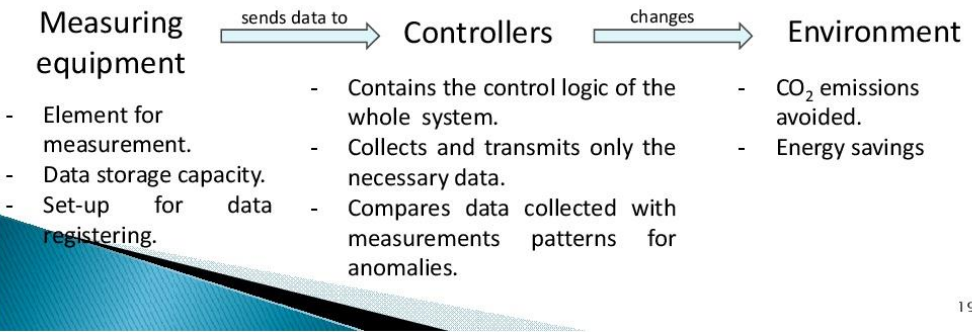 Measuring
equipment
sends data to
Controllers
changes
Environment
- Element for
measurement.
- Data storage capacity.
- Set-up for data
registering.
- Contains the control logic of the
whole system.
- Collects and transmits only the
necessary data.
- Compares data collected with
measurements patterns for
anomalies.
- CO₂ emissions
avoided.
- Energy savings
19